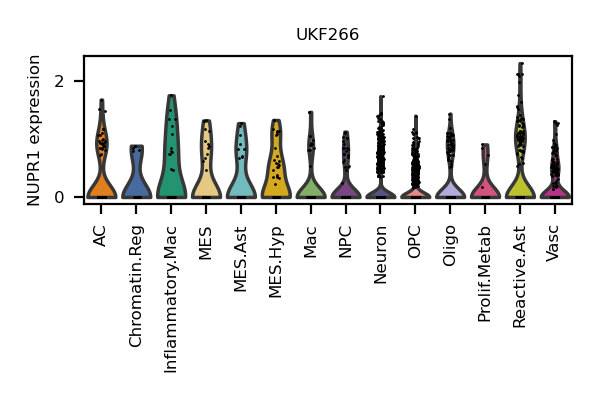 UKF266
NUPR1 expression
2
0
AC
Chromatin.Reg
Inflammatory.Mac
MES
MES.Ast
MES.Hyp
Mac
NPC
Neuron
OPC
Oligo
Prolif.Metab
Reactive.Ast
Vasc